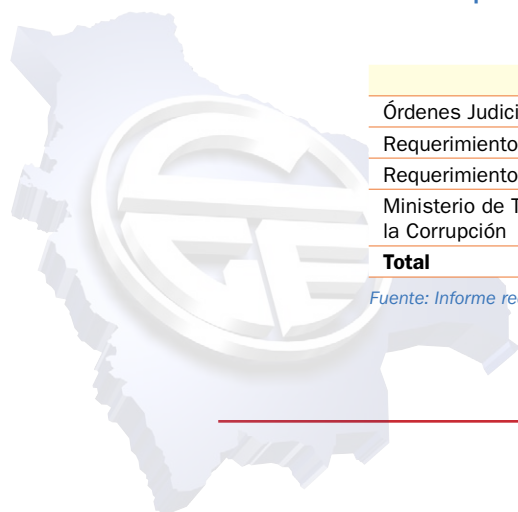 Órdenes Judici
Requerimiento
Requerimiento
Ministerio de T
la Corrupción
Total
Fuente: Informe re